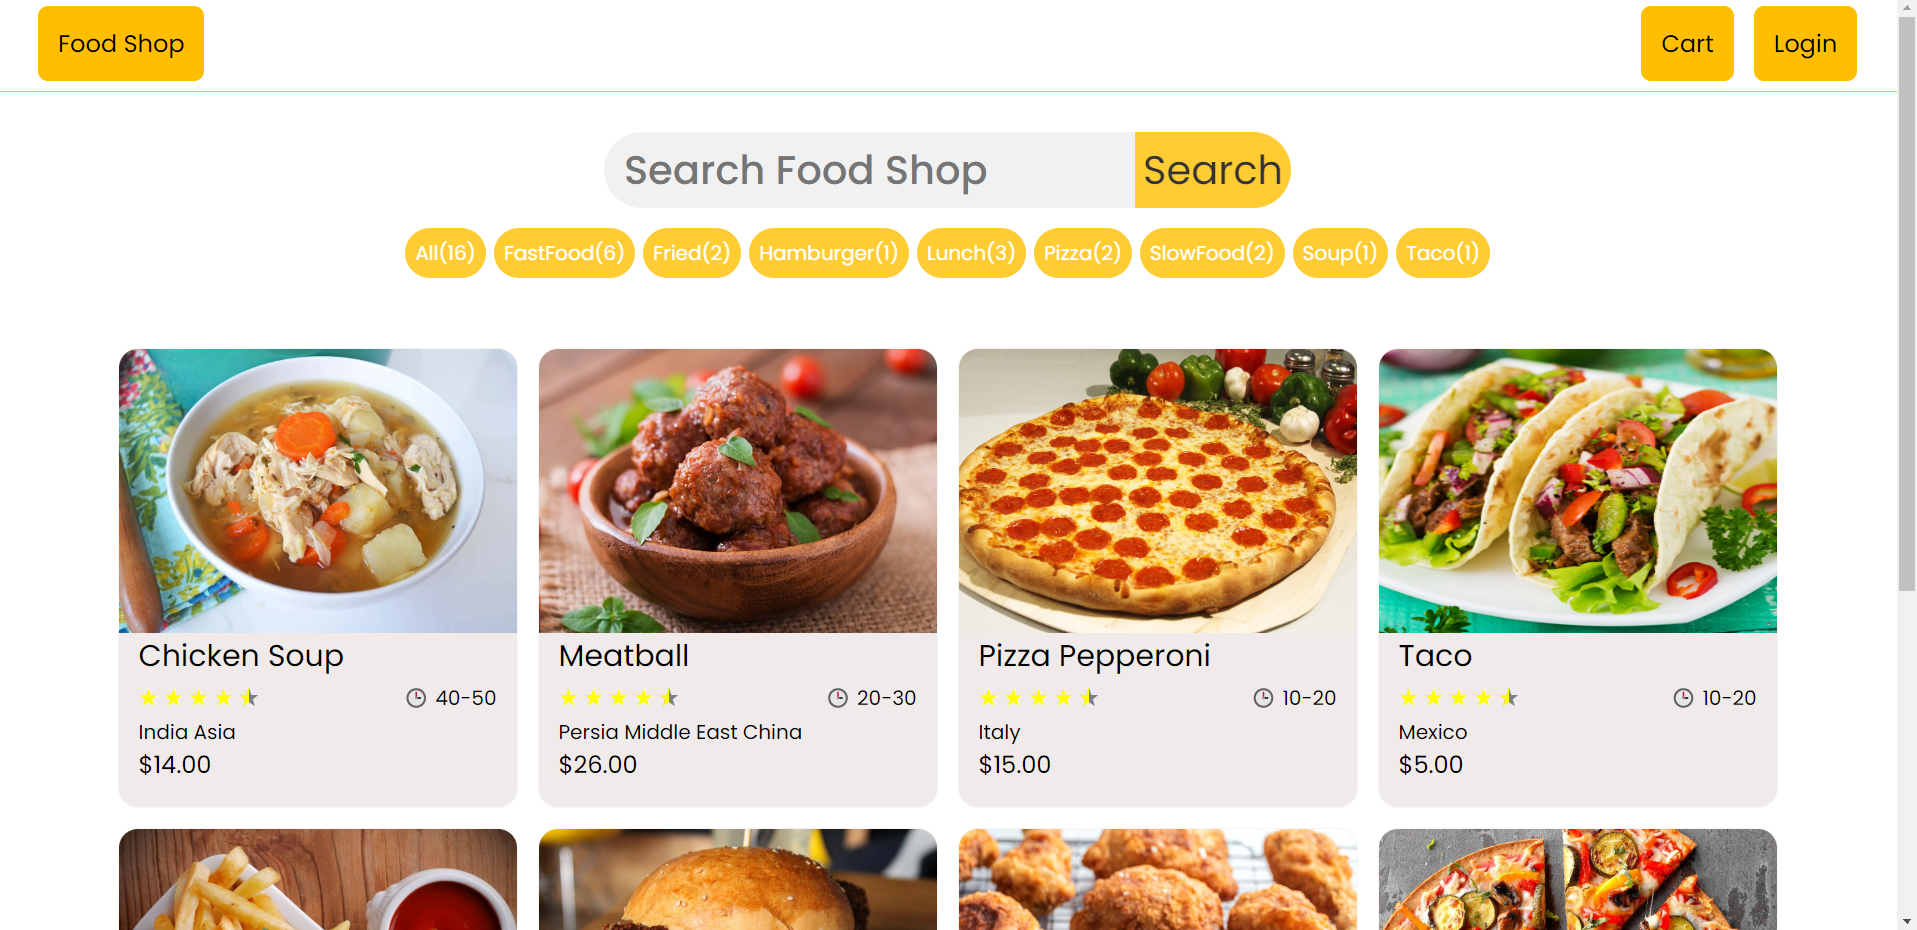 Food Shop
Cart
Login
Search Food Shop
Search
All(16)
FastFood(6)
Fried(2)
Hamburger(1)
Lunch(3)
Pizza(2)
SlowFood(2)
Soup(1)
Taco(1)
Chicken Soup
40-50
India Asia
$14.00
Meatball
20-30
Persia Middle East China
$26.00
Pizza Pepperoni
10-20
Italy
$15.00
Taco
10-20
Mexico
$5.00